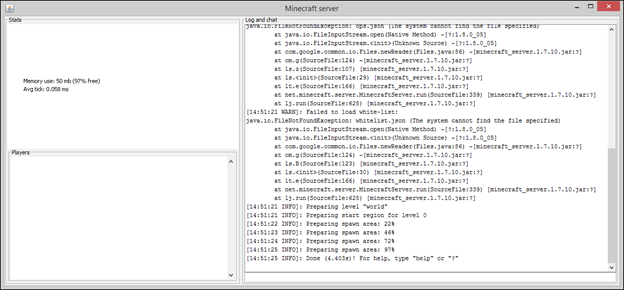 Minecraft server
Stats
Memory use: 50 mb (97% free)
Avg tick: 0.058 ms
Players
Log and chat
java.io.FileNotFoundException: ops.json (The system cannot find the file specified)
at java.io.FileInputStream.open(Native Method) ~[?:1.8.0_05]
at java.io.FileInputStream.<init>(Unknown Source) ~[?:1.8.0_05]
at com.google.common.io.Files.newReader(Files.java:86) ~[minecraft_server.1.7.10.jar:?]
at om.g(SourceFile:124) ~[minecraft_server.1.7.10.jar:?]
at ls.z(SourceFile:107) [minecraft_server.1.7.10.jar:?]
at ls.<init>(SourceFile:29) [minecraft_server.1.7.10.jar:?]
at lt.e(SourceFile:166) [minecraft_server.1.7.10.jar:?]
at net.minecraft.server.MinecraftServer.run(SourceFile:339) [minecraft_server.1.7.10.jar:?]
at lj.run(SourceFile:628) [minecraft_server.1.7.10.jar:?]
[14:51:21 WARN]: Failed to load white-list:
java.io.FileNotFoundException: whitelist.json (The system cannot find the file specified)
at java.io.FileInputStream.open(Native Method) ~[?:1.8.0_05]
at java.io.FileInputStream.<init>(Unknown Source) ~[?:1.8.0_05]
at com.google.common.io.Files.newReader(Files.java:86) ~[minecraft_server.1.7.10.jar:?]
at om.g(SourceFile:124) ~[minecraft_server.1.7.10.jar:?]
at ls.B(SourceFile:123) [minecraft_server.1.7.10.jar:?]
at ls.<init>(SourceFile:30) [minecraft_server.1.7.10.jar:?]
at lt.e(SourceFile:166) [minecraft_server.1.7.10.jar:?]
at net.minecraft.server.MinecraftServer.run(SourceFile:339) [minecraft_server.1.7.10.jar:?]
at lj.run(SourceFile:628) [minecraft_server.1.7.10.jar:?]
[14:51:21 INFO]: Preparing level "world"
[14:51:21 INFO]: Preparing start region for level 0
[14:51:22 INFO]: Preparing spawn area: 22%
[14:51:23 INFO]: Preparing spawn area: 46%
[14:51:24 INFO]: Preparing spawn area: 72%
[14:51:25 INFO]: Preparing spawn area: 97%
[14:51:25 INFO]: Done (4.403s)! For help, type "help" or "?"